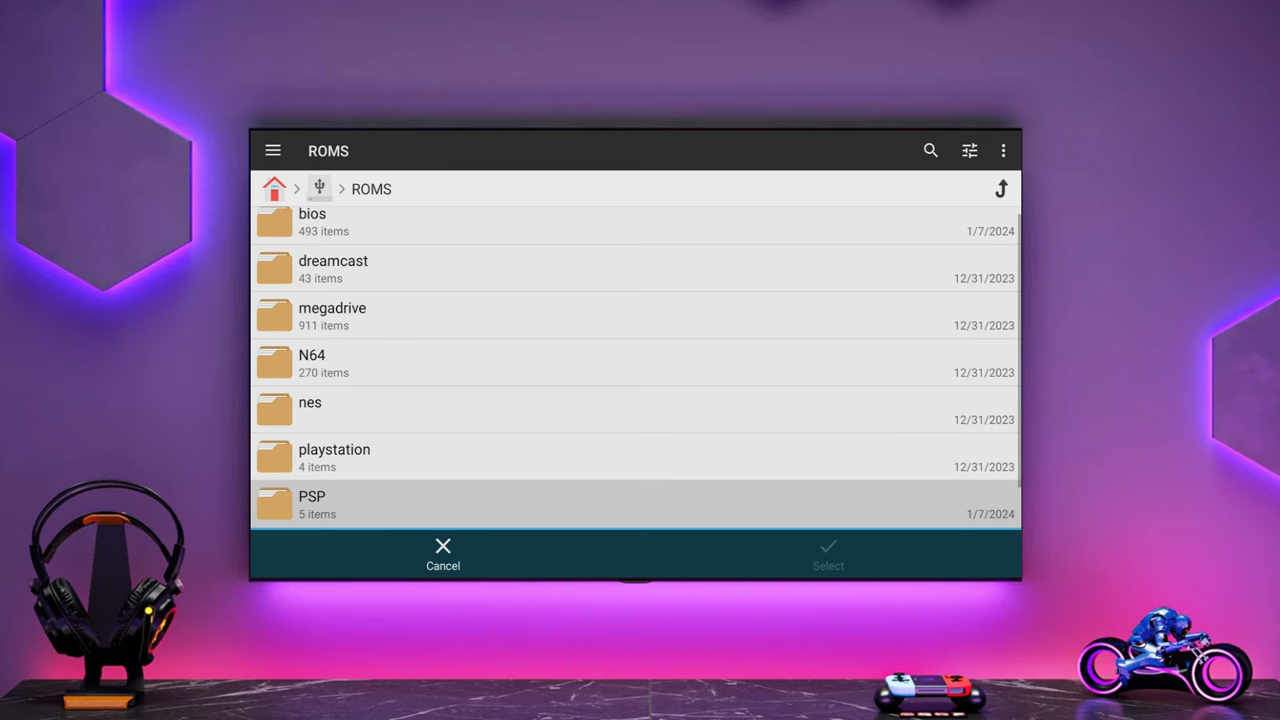 ROMS
ROMS
bios
493 items
1/7/2024
dreamcast
43 items
12/31/2023
megadrive
911 items
12/31/2023
N64
270 items
12/31/2023
nes
12/31/2023
playstation
4 items
12/31/2023
PSP
5 items
1/7/2024
Cancel
Select